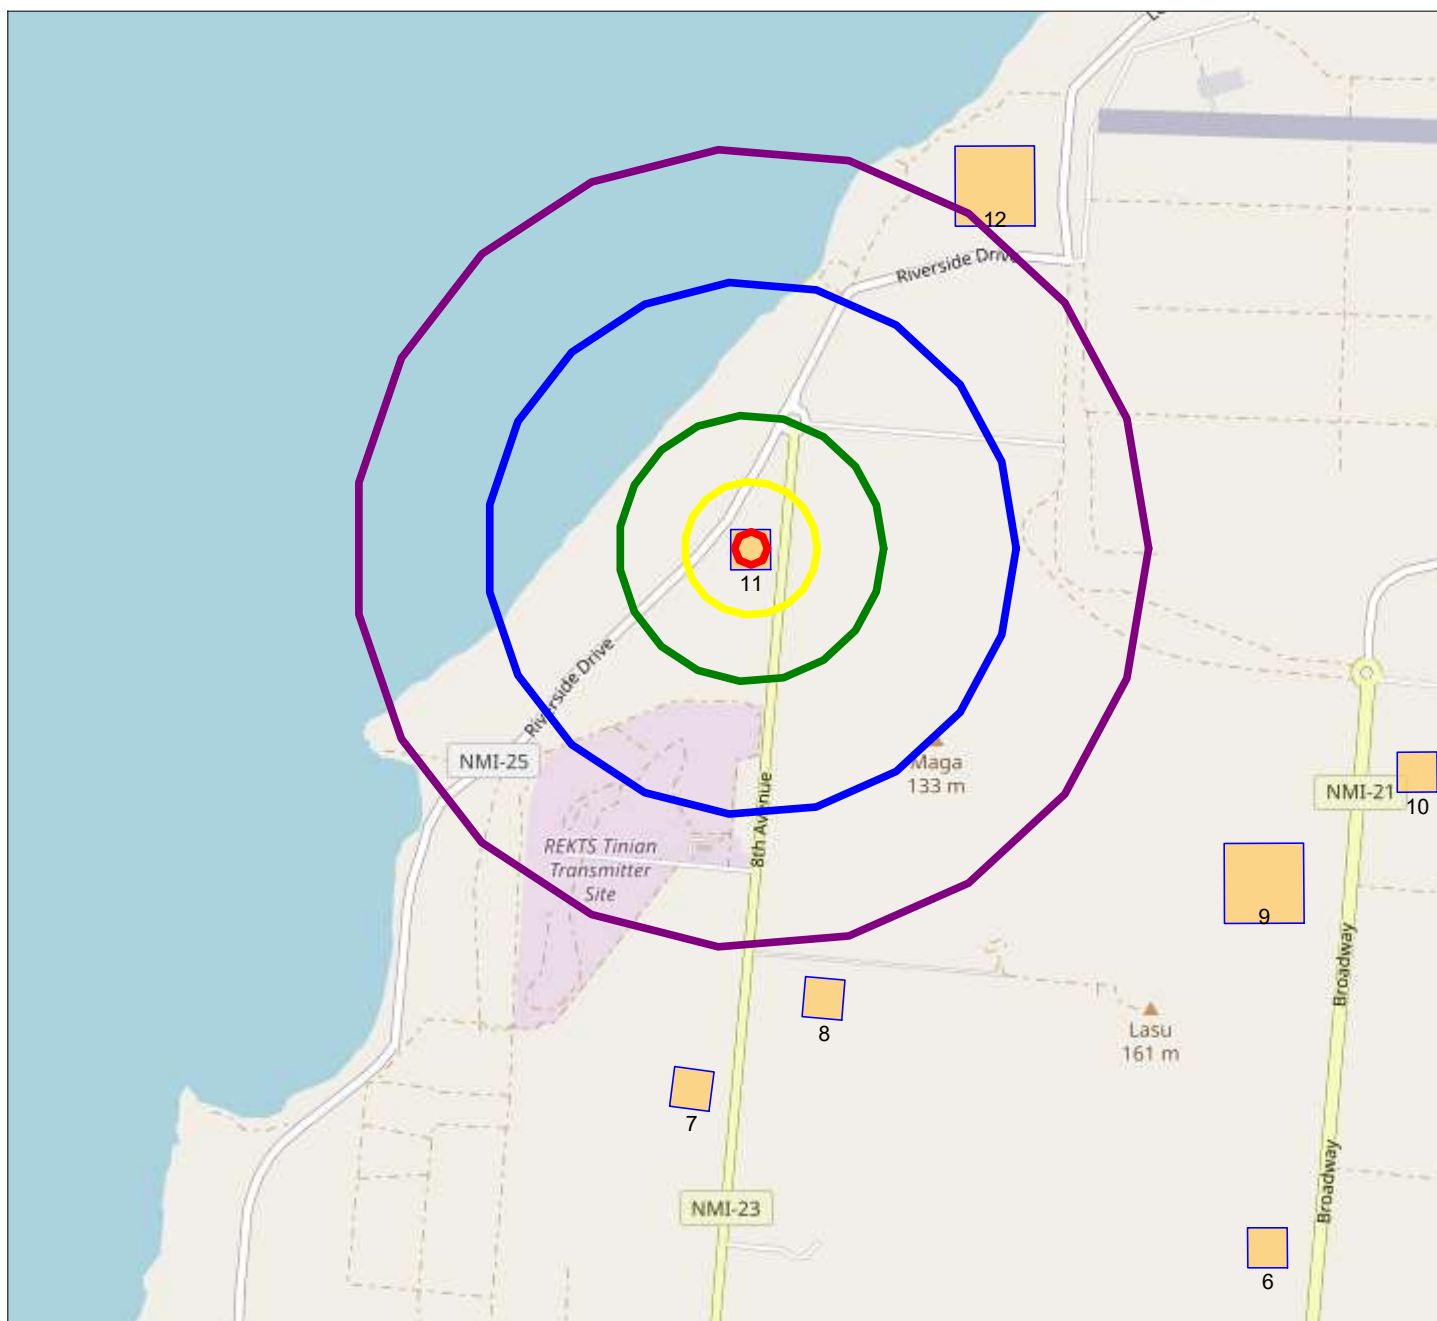 12
Riverside Drive
11
Riverside Drive
NMI-25
Maga
133 m
8th Avenue
NMI-21
10
REKTS Tinian
Transmitter
Site
9
Broadway
8
Lasu
161 m
7
Broadway
NMI-23
6